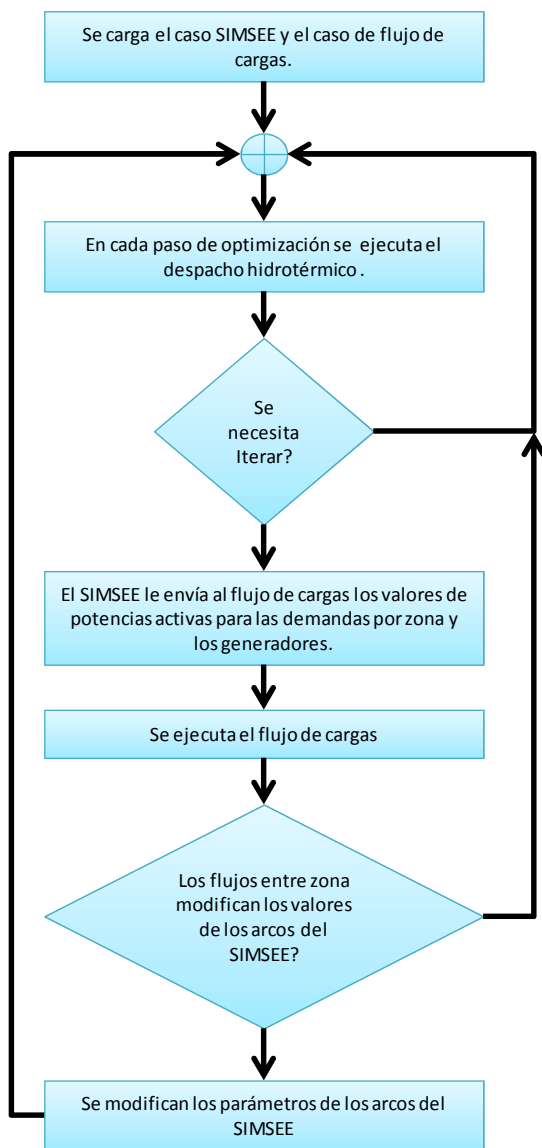 Se carga el caso SIMSEE y el caso de flujo de
cargas.
En cada paso de optimización se ejecuta el
despacho hidrotérmico .
Se
necesita
Iterar?
El SIMSEE le envía al flujo de cargas los valores de
potencias activas para las demandas por zona y
los generadores.
Se ejecuta el flujo de cargas
Los flujos entre zona
modifican los valores
de los arcos del
SIMSEE?
Se modifican los parámetros de los arcos del
SIMSEE